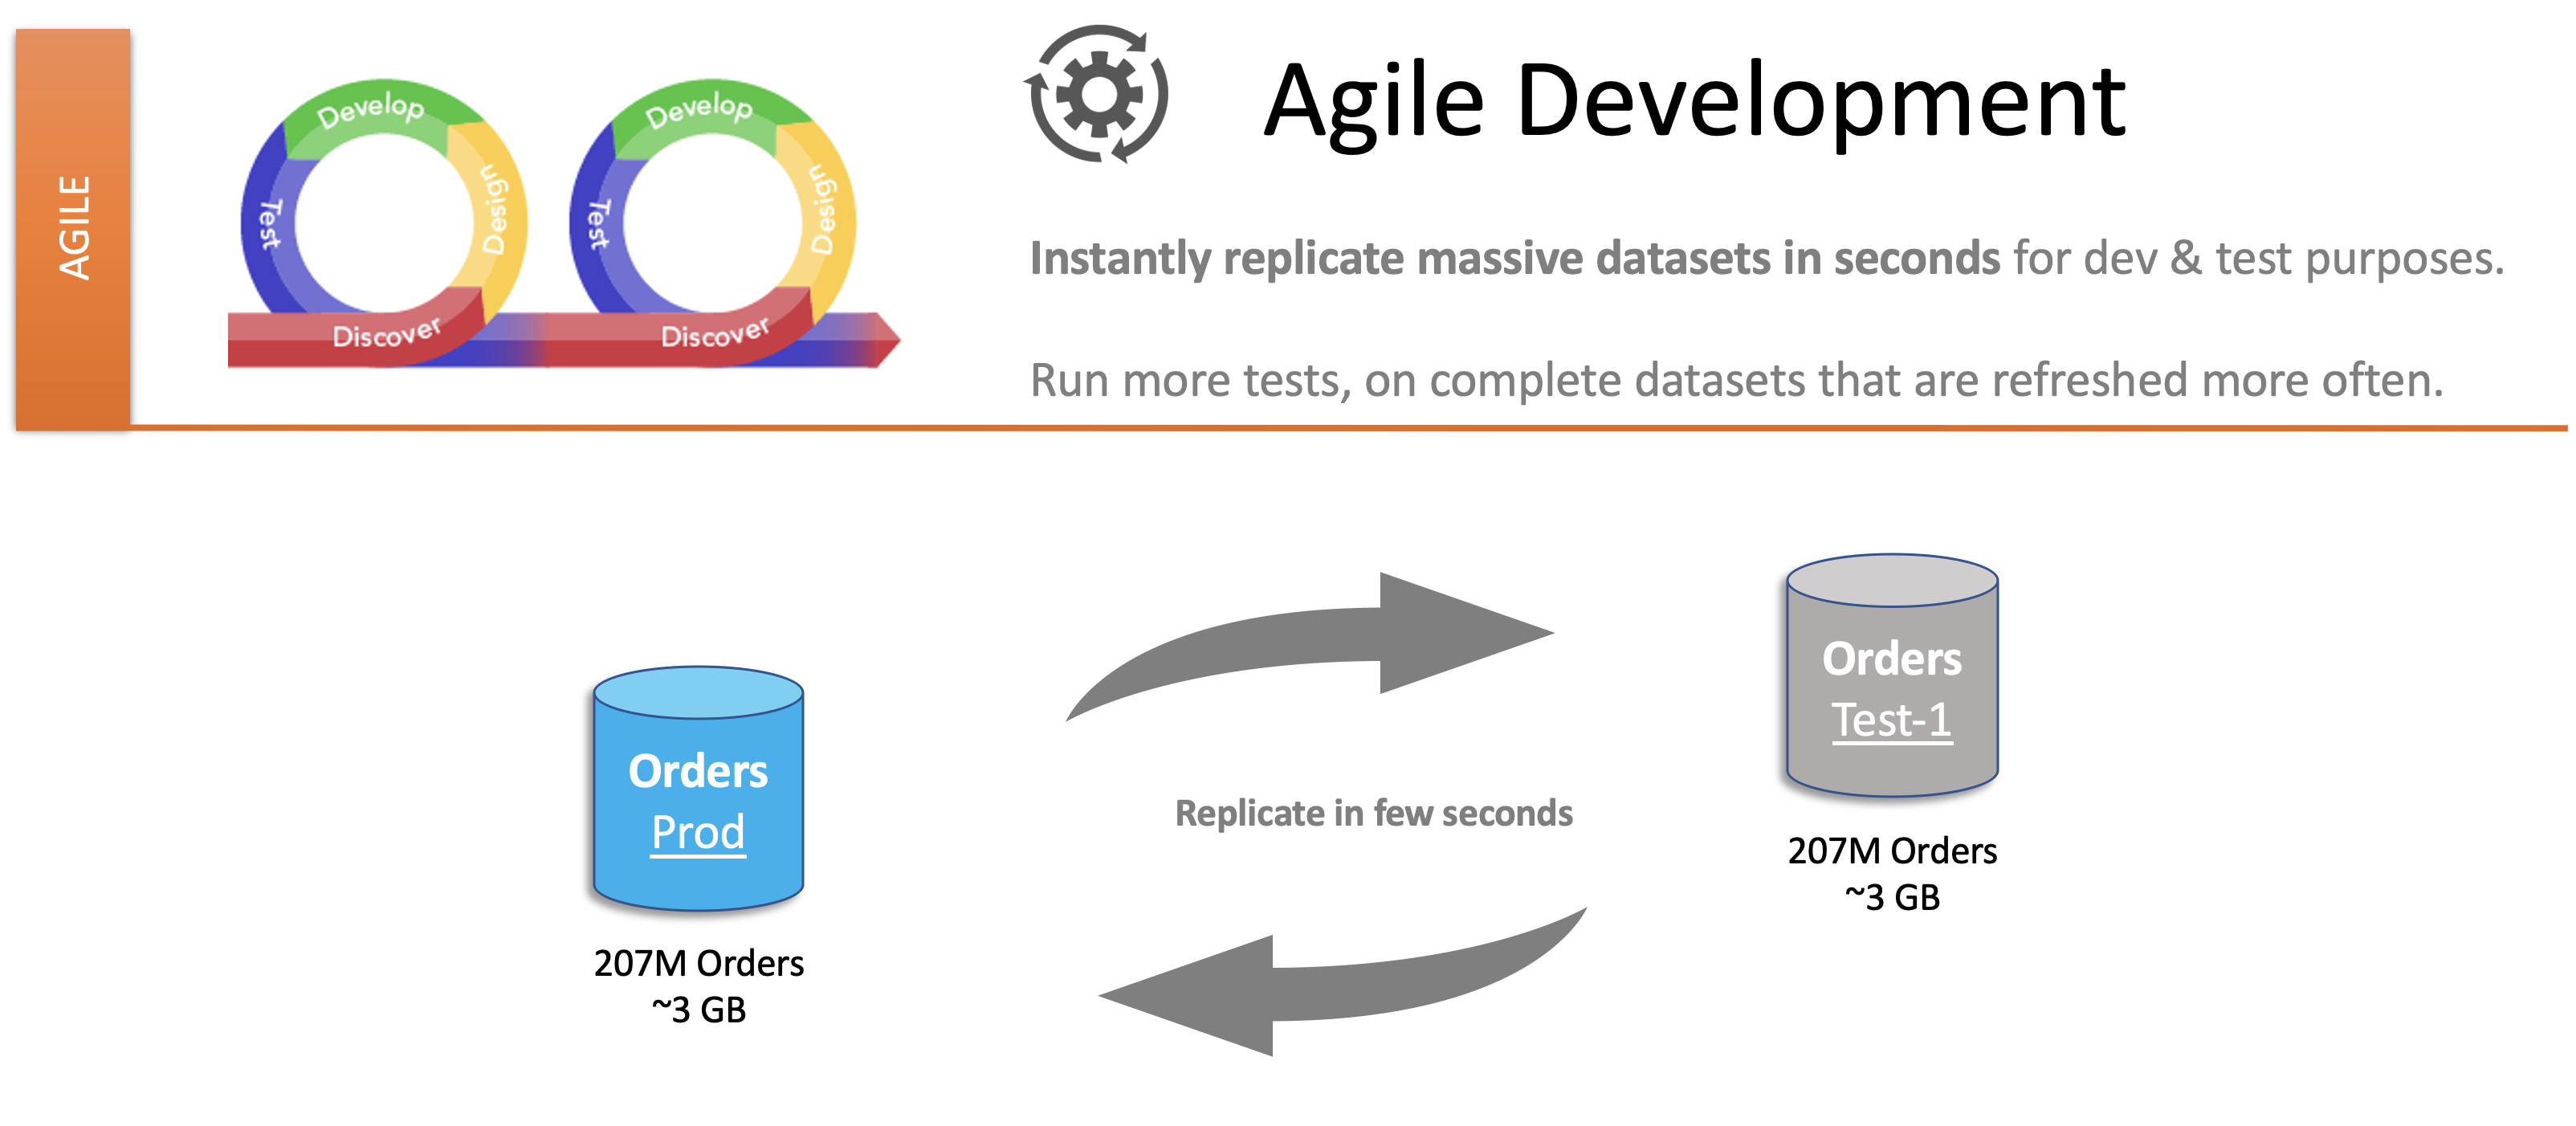 AGILE
Develop
Design
Test
Discover
Develop
Design
Test
Discover
Agile Development
Instantly replicate massive datasets in seconds for dev & test purposes.
Run more tests, on complete datasets that are refreshed more often.
Orders
Prod
207M Orders
~3 GB
Replicate in few seconds
Orders
Test-1
207M Orders
~3 GB